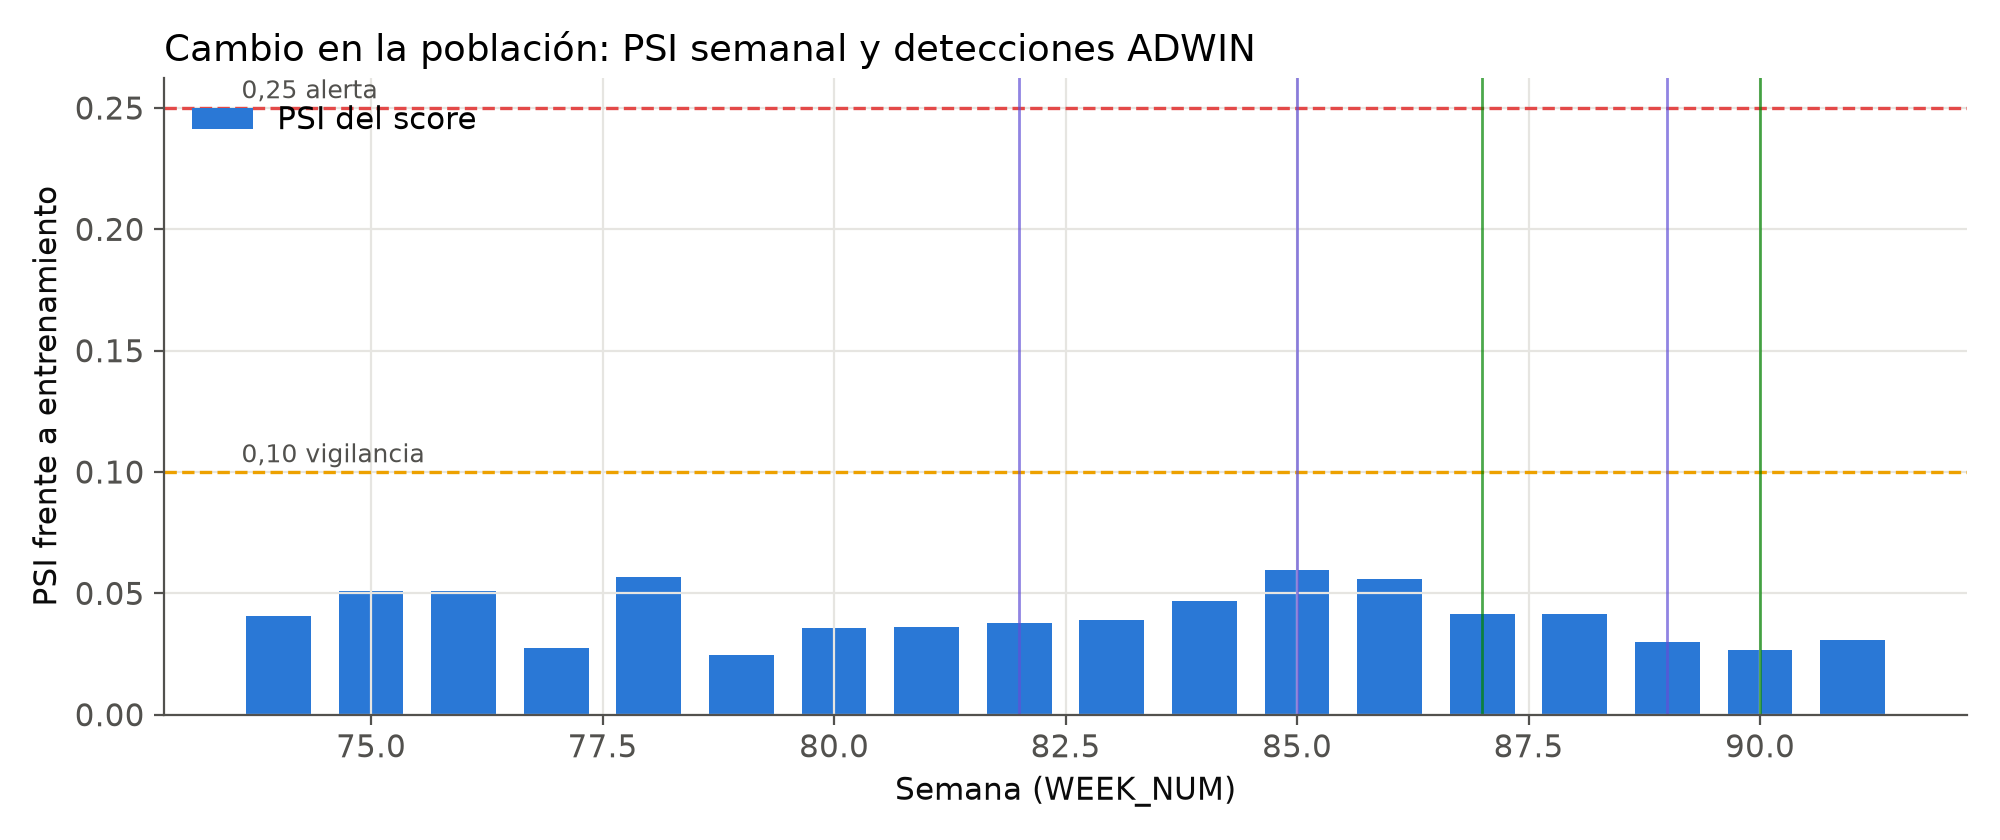 Cambio en la población: PSI semanal y detecciones ADWIN
0,25 alerta
PSI del score
0,10 vigilancia
PSI frente a entrenamiento
0.25
0.20
0.15
0.10
0.05
0.00
75.0 77.5 80.0 82.5 85.0 87.5 90.0
Semana (WEEK_NUM)